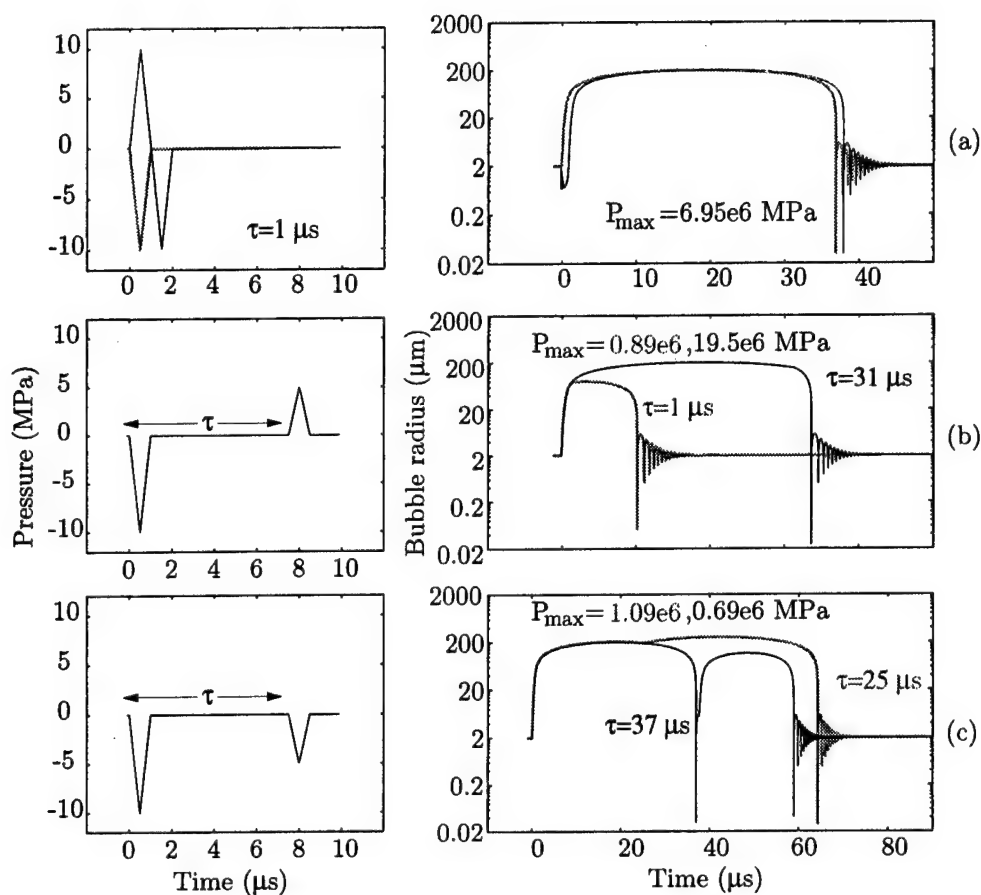 10
5
0
-5
-10
τ=1 μs
0 2 4 6 8 10
2000
200
20
2
0.2
0.02
P_max=6.95e6 MPa
0 10 20 30 40
(a)
10
5
0
-5
-10
τ
0 2 4 6 8 10
2000
200
20
2
0.2
0.02
P_max=0.89e6,19.5e6 MPa
τ=31 μs
τ=1 μs
0 20 40 60 80
(b)
10
5
0
-5
-10
τ
0 2 4 6 8 10
2000
200
20
2
0.2
0.02
P_max=1.09e6,0.69e6 MPa
τ=25 μs
τ=37 μs
0 20 40 60 80
(c)
Pressure (MPa)
Bubble radius (μm)
Time (μs)
Time (μs)